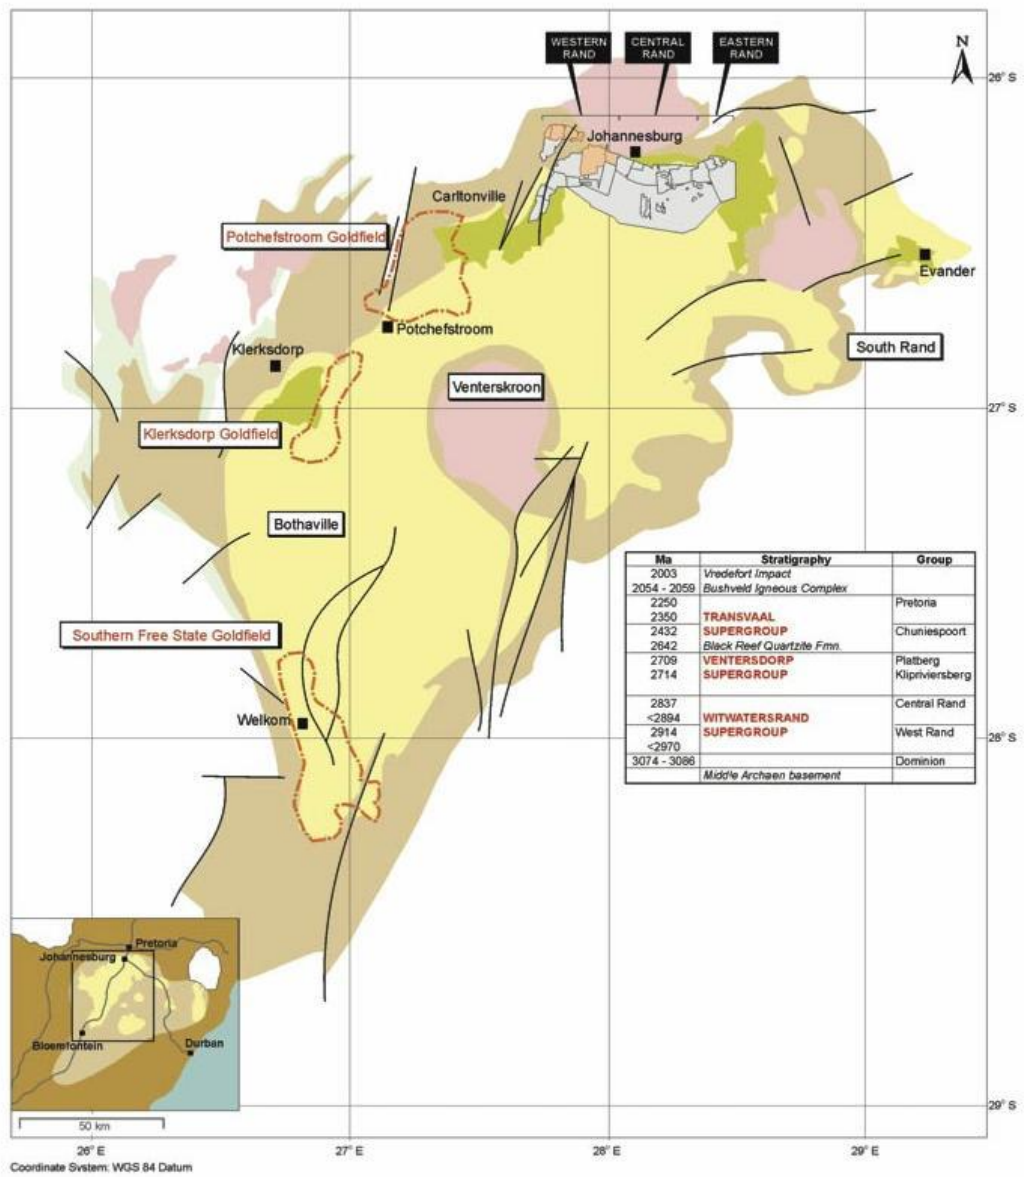 WESTERN
RAND
CENTRAL
RAND
EASTERN
RAND
N
26° S
Johannesburg
Carltonville
Potchefstroom Goldfield
Evander
Potchefstroom
Klerksdorp
South Rand
Venterskroon
27° S
Klerksdorp Goldfield
Bothaville
Ma Stratigraphy Group
2003 Vredefort Impact
2054 - 2059 Bushveld Igneous Complex
2250 Pretoria
2350 TRANSVAAL
2432 SUPERGROUP Chuniespoort
2642 Black Reef Quartzite Fmn.
2709 VENTERSDORP Platberg
2714 SUPERGROUP Klipriviersberg
2837 Central Rand
<2894 WITWATERSRAND
2914 SUPERGROUP West Rand
<2970
3074 - 3086 Dominion
Middle Archaen basement
Southern Free State Goldfield
Welkom
28° S
Pretoria
Johannesburg
Bloemfontein
Durban
50 km
29° S
26° E
27° E
28° E
29° E
Coordinate System: WGS 84 Datum